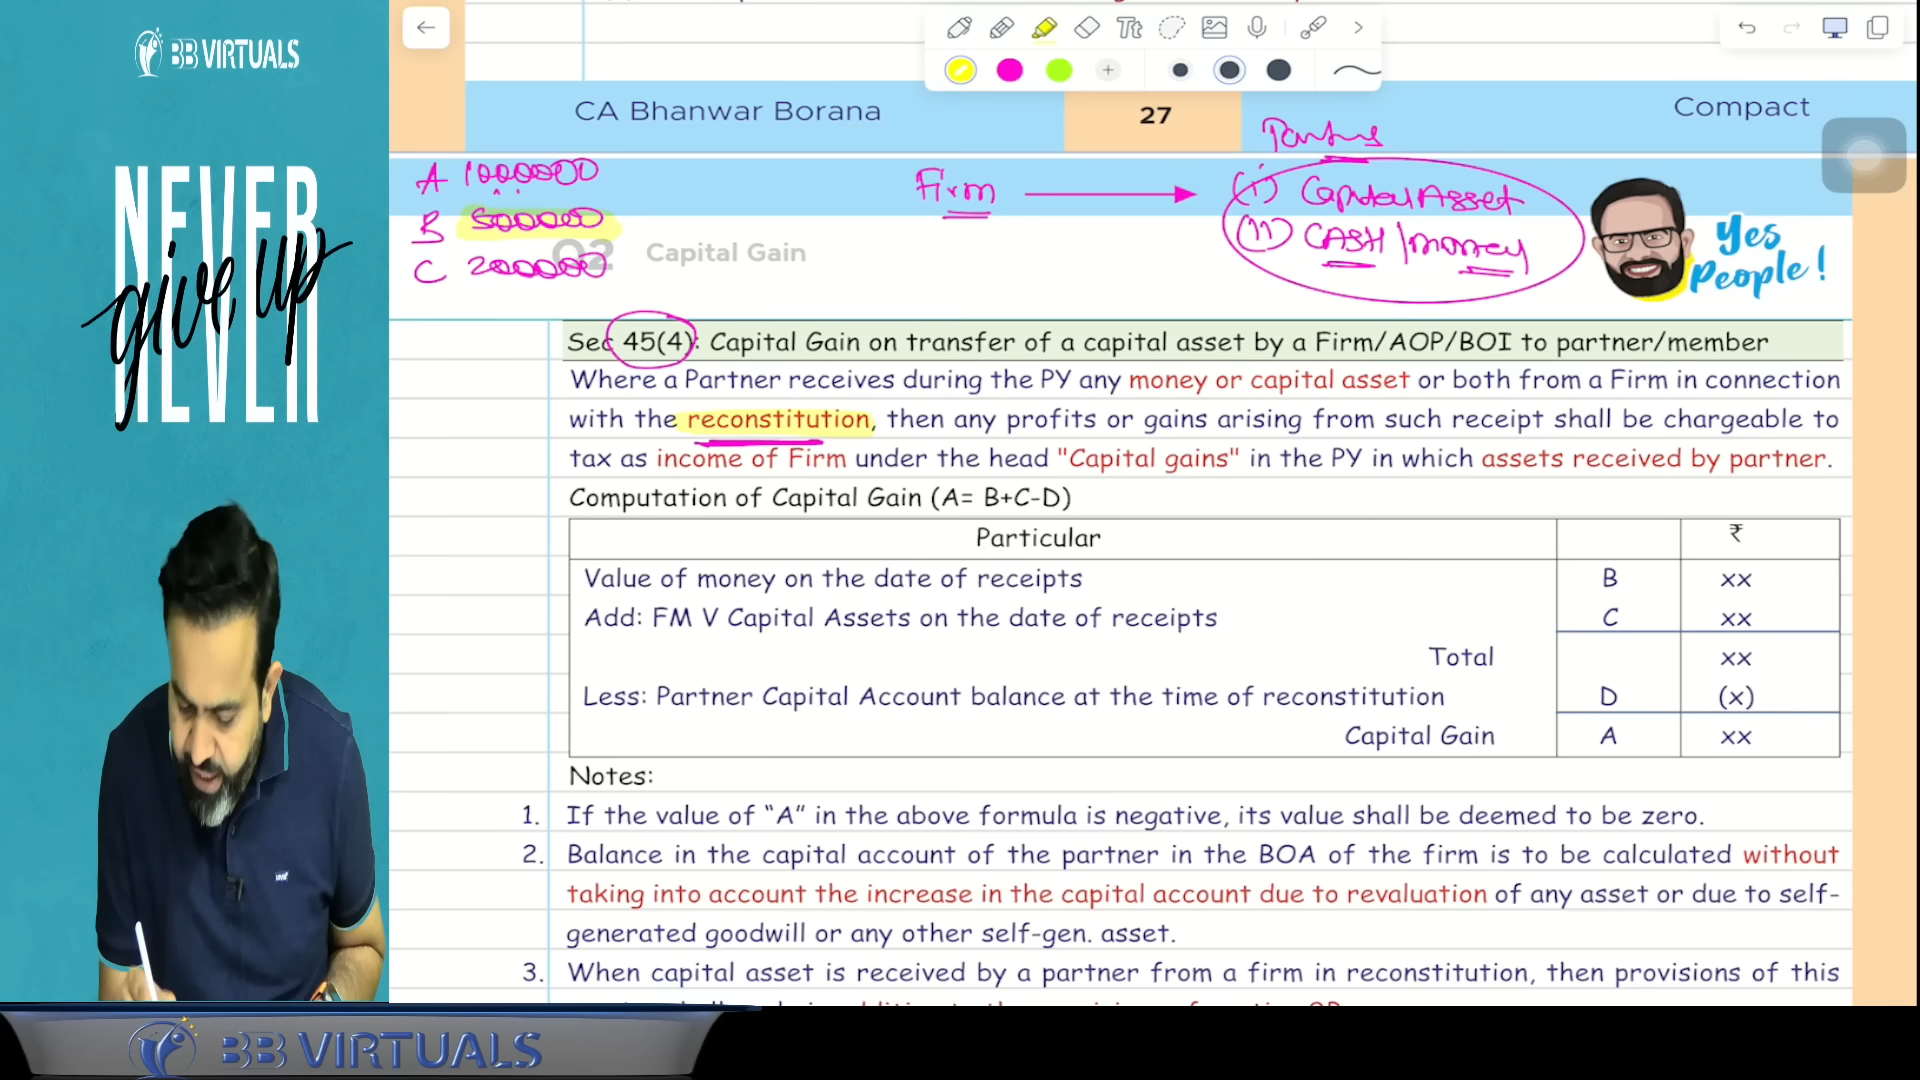 BB VIRTUALS
NEVER
give up
NEVER
CA Bhanwar Borana
27
Compact
Tt
A 1000000
B 500000
C 200000
Firm
Partners
(i) Capital Asset
(ii) CASH / money
02 Capital Gain
Yes
People!
Sec 45(4): Capital Gain on transfer of a capital asset by a Firm/AOP/BOI to partner/member
Where a Partner receives during the PY any money or capital asset or both from a Firm in connection
with the reconstitution, then any profits or gains arising from such receipt shall be chargeable to
tax as income of Firm under the head "Capital gains" in the PY in which assets received by partner.
Computation of Capital Gain (A= B+C-D)
Particular ₹
Value of money on the date of receipts B xx
Add: FM V Capital Assets on the date of receipts C xx
Total xx
Less: Partner Capital Account balance at the time of reconstitution D (x)
Capital Gain A xx
Notes:
1. If the value of “A” in the above formula is negative, its value shall be deemed to be zero.
2. Balance in the capital account of the partner in the BOA of the firm is to be calculated without
taking into account the increase in the capital account due to revaluation of any asset or due to self-
generated goodwill or any other self-gen. asset.
3. When capital asset is received by a partner from a firm in reconstitution, then provisions of this
BB VIRTUALS